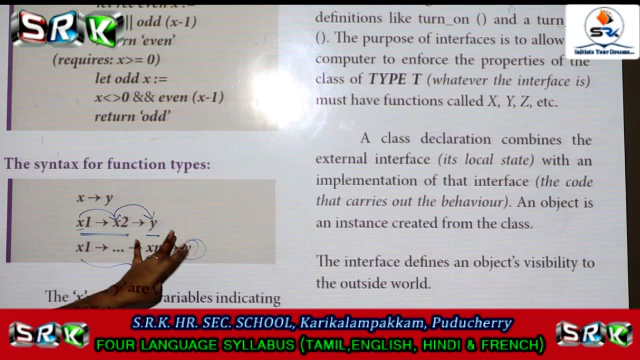 let rec even x :=
|| odd (x-1)
'even'
(requires: x>= 0)
let odd x :=
x<>0 && even (x-1)
return 'odd'
The syntax for function types:
x → y
x1 → x2 → y
x1 → ... →
The 'x'
variables indicating
definitions like turn_on () and a turn
(). The purpose of interfaces is to allow
computer to enforce the properties of the
class of TYPE T (whatever the interface is)
must have functions called X, Y, Z, etc.
A class declaration combines the
external interface (its local state) with an
implementation of that interface (the code
that carries out the behaviour). An object is
an instance created from the class.
The interface defines an object's visibility to
the outside world.
S.R.K
SRK
Initiate Your Dreams...
S.R.K
S.R.K. HR. SEC. SCHOOL, Karikalampakkam, Puducherry
FOUR LANGUAGE SYLLABUS (TAMIL,ENGLISH, HINDI & FRENCH)
S.R.K